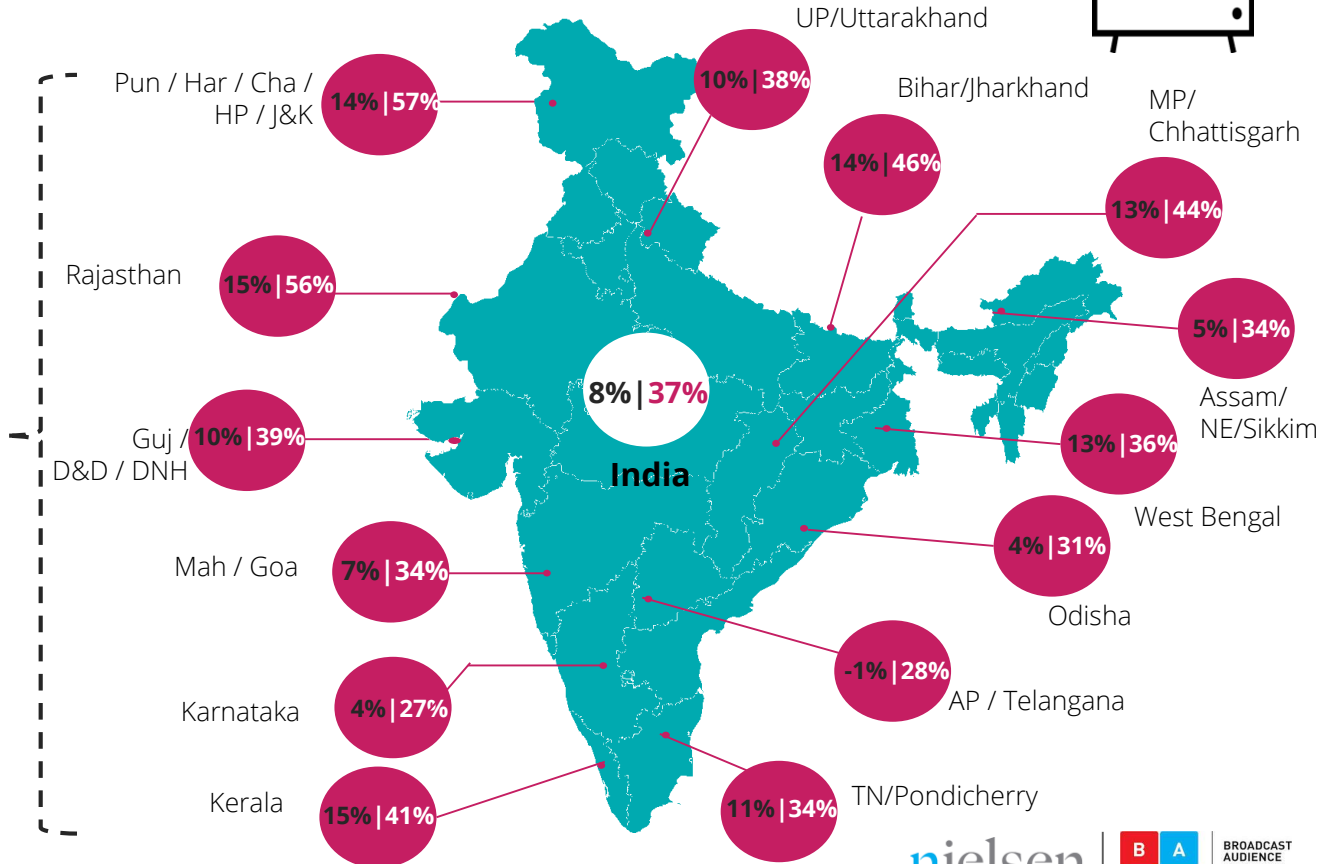 UP/Uttarakhand
10%|38%
Pun / Har / Cha /
HP / J&K
14%|57%
Bihar/Jharkhand
14%|46%
MP/
Chhattisgarh
13%|44%
Rajasthan
15%|56%
5%|34%
Assam/
NE/Sikkim
8%|37%
India
Guj /
D&D / DNH
10%|39%
13%|36%
West Bengal
Mah / Goa
7%|34%
4%|31%
Odisha
-1%|28%
AP / Telangana
Karnataka
4%|27%
Kerala
15%|41%
11%|34%
TN/Pondicherry
nielsen
B A
BROADCAST
AUDIENCE